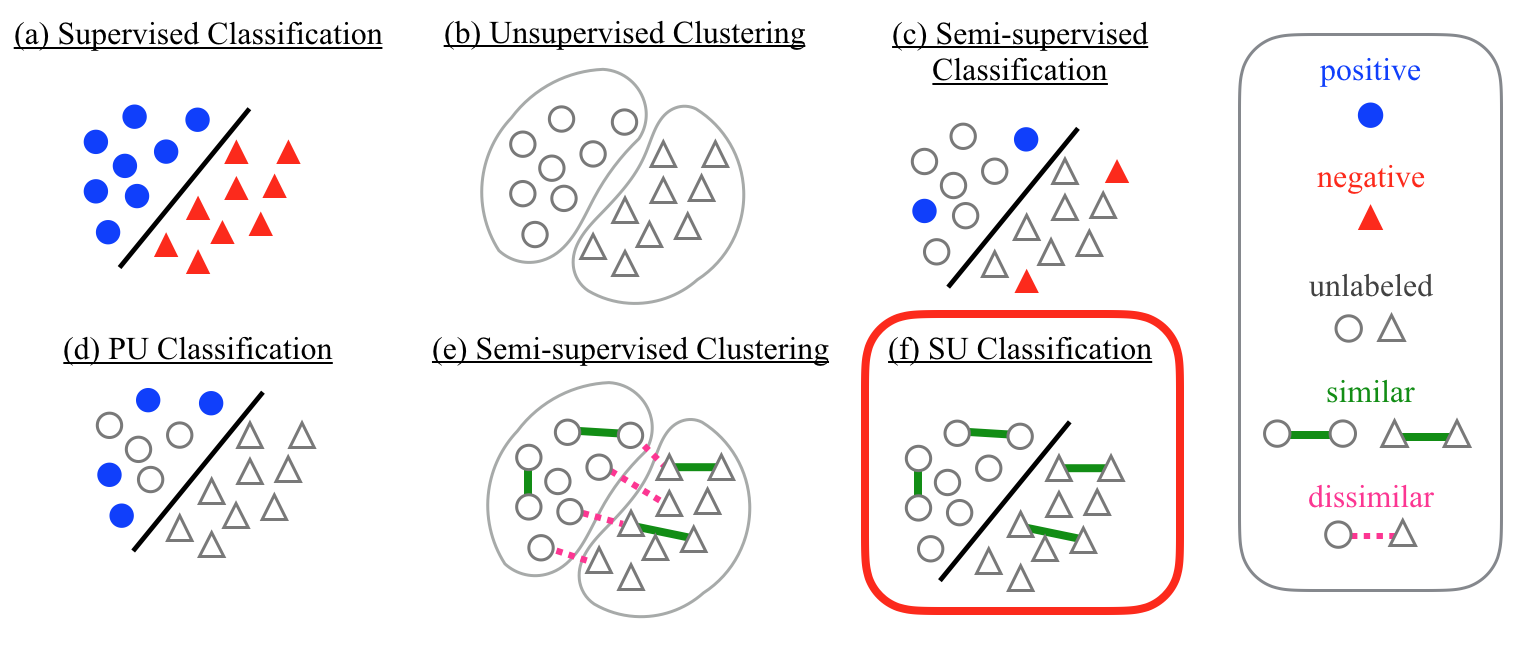 (a) Supervised Classification
(b) Unsupervised Clustering
(c) Semi-supervised
Classification
(d) PU Classification
(e) Semi-supervised Clustering
(f) SU Classification
positive
negative
unlabeled
similar
dissimilar